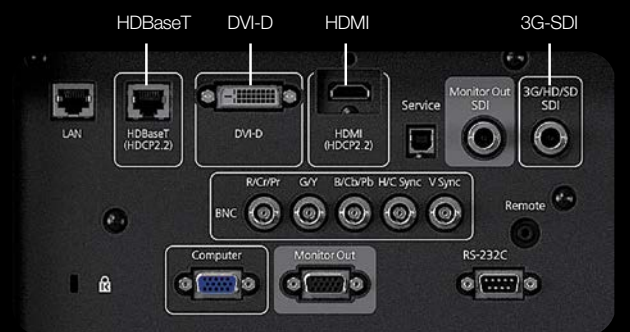 HDBaseT DVI-D HDMI 3G-SDI
LAN
HDBaseT
(HDCP2.2)
DVI-D
HDMI
(HDCP2.2)
Service
Monitor Out
SDI
3G/HD/SD
SDI
BNC
R/Cr/Pr G/Y B/Cb/Pb H/C Sync V Sync
Remote
Computer
Monitor Out
RS-232C
K